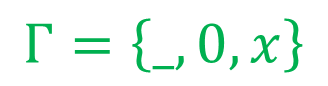 Γ = {_, 0, x}